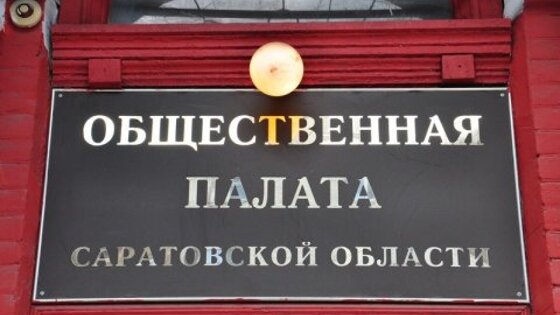 ОБЩЕСТВЕННАЯ
ПАЛАТА
САРАТОВСКОЙ ОБЛАСТИ